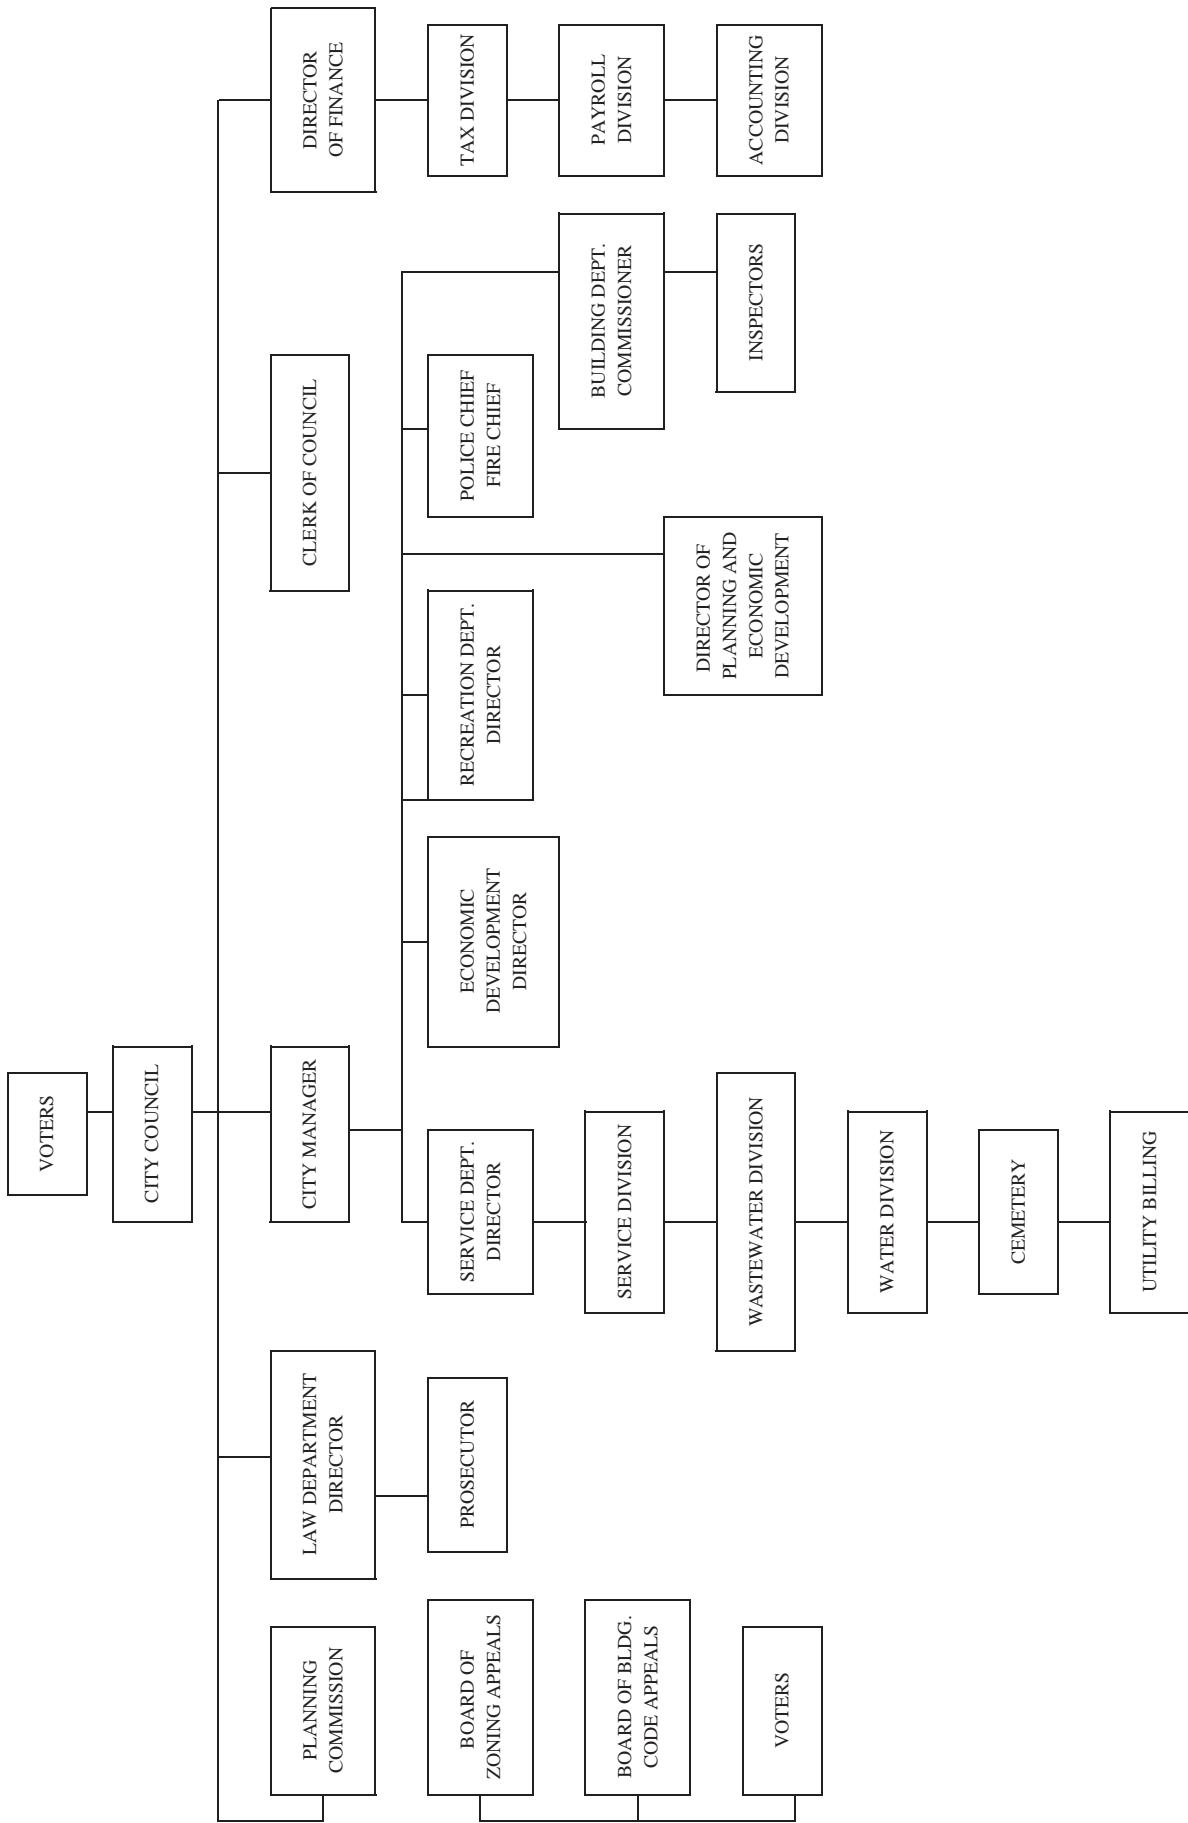 VOTERS
CITY COUNCIL
PLANNING
COMMISSION
LAW DEPARTMENT
DIRECTOR
CITY MANAGER
CLERK OF COUNCIL
DIRECTOR
OF FINANCE
BOARD OF
ZONING APPEALS
PROSECUTOR
SERVICE DEPT.
DIRECTOR
ECONOMIC
DEVELOPMENT
DIRECTOR
RECREATION DEPT.
DIRECTOR
POLICE CHIEF
FIRE CHIEF
TAX DIVISION
BOARD OF BLDG.
CODE APPEALS
SERVICE DIVISION
BUILDING DEPT.
COMMISSIONER
PAYROLL
DIVISION
VOTERS
WASTEWATER DIVISION
DIRECTOR OF
PLANNING AND
ECONOMIC
DEVELOPMENT
INSPECTORS
ACCOUNTING
DIVISION
WATER DIVISION
CEMETERY
UTILITY BILLING